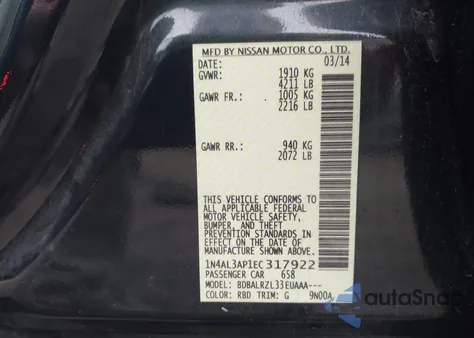 MFD BY NISSAN MOTOR CO., LTD.
DATE: 03/14
GVWR: 1910 KG
4211 LB
GAWR FR.: 1005 KG
2216 LB
GAWR RR.: 940 KG
2072 LB
THIS VEHICLE CONFORMS TO
ALL APPLICABLE FEDERAL
MOTOR VEHICLE SAFETY,
BUMPER, AND THEFT
PREVENTION STANDARDS IN
EFFECT ON THE DATE OF
MANUFACTURE SHOWN ABOVE.
1N4AL3AP1EC317922
PASSENGER CAR 658
MODEL: BDBALRZL33EUAAA---
COLOR: RBD TRIM: G 9N00A
autoSnap